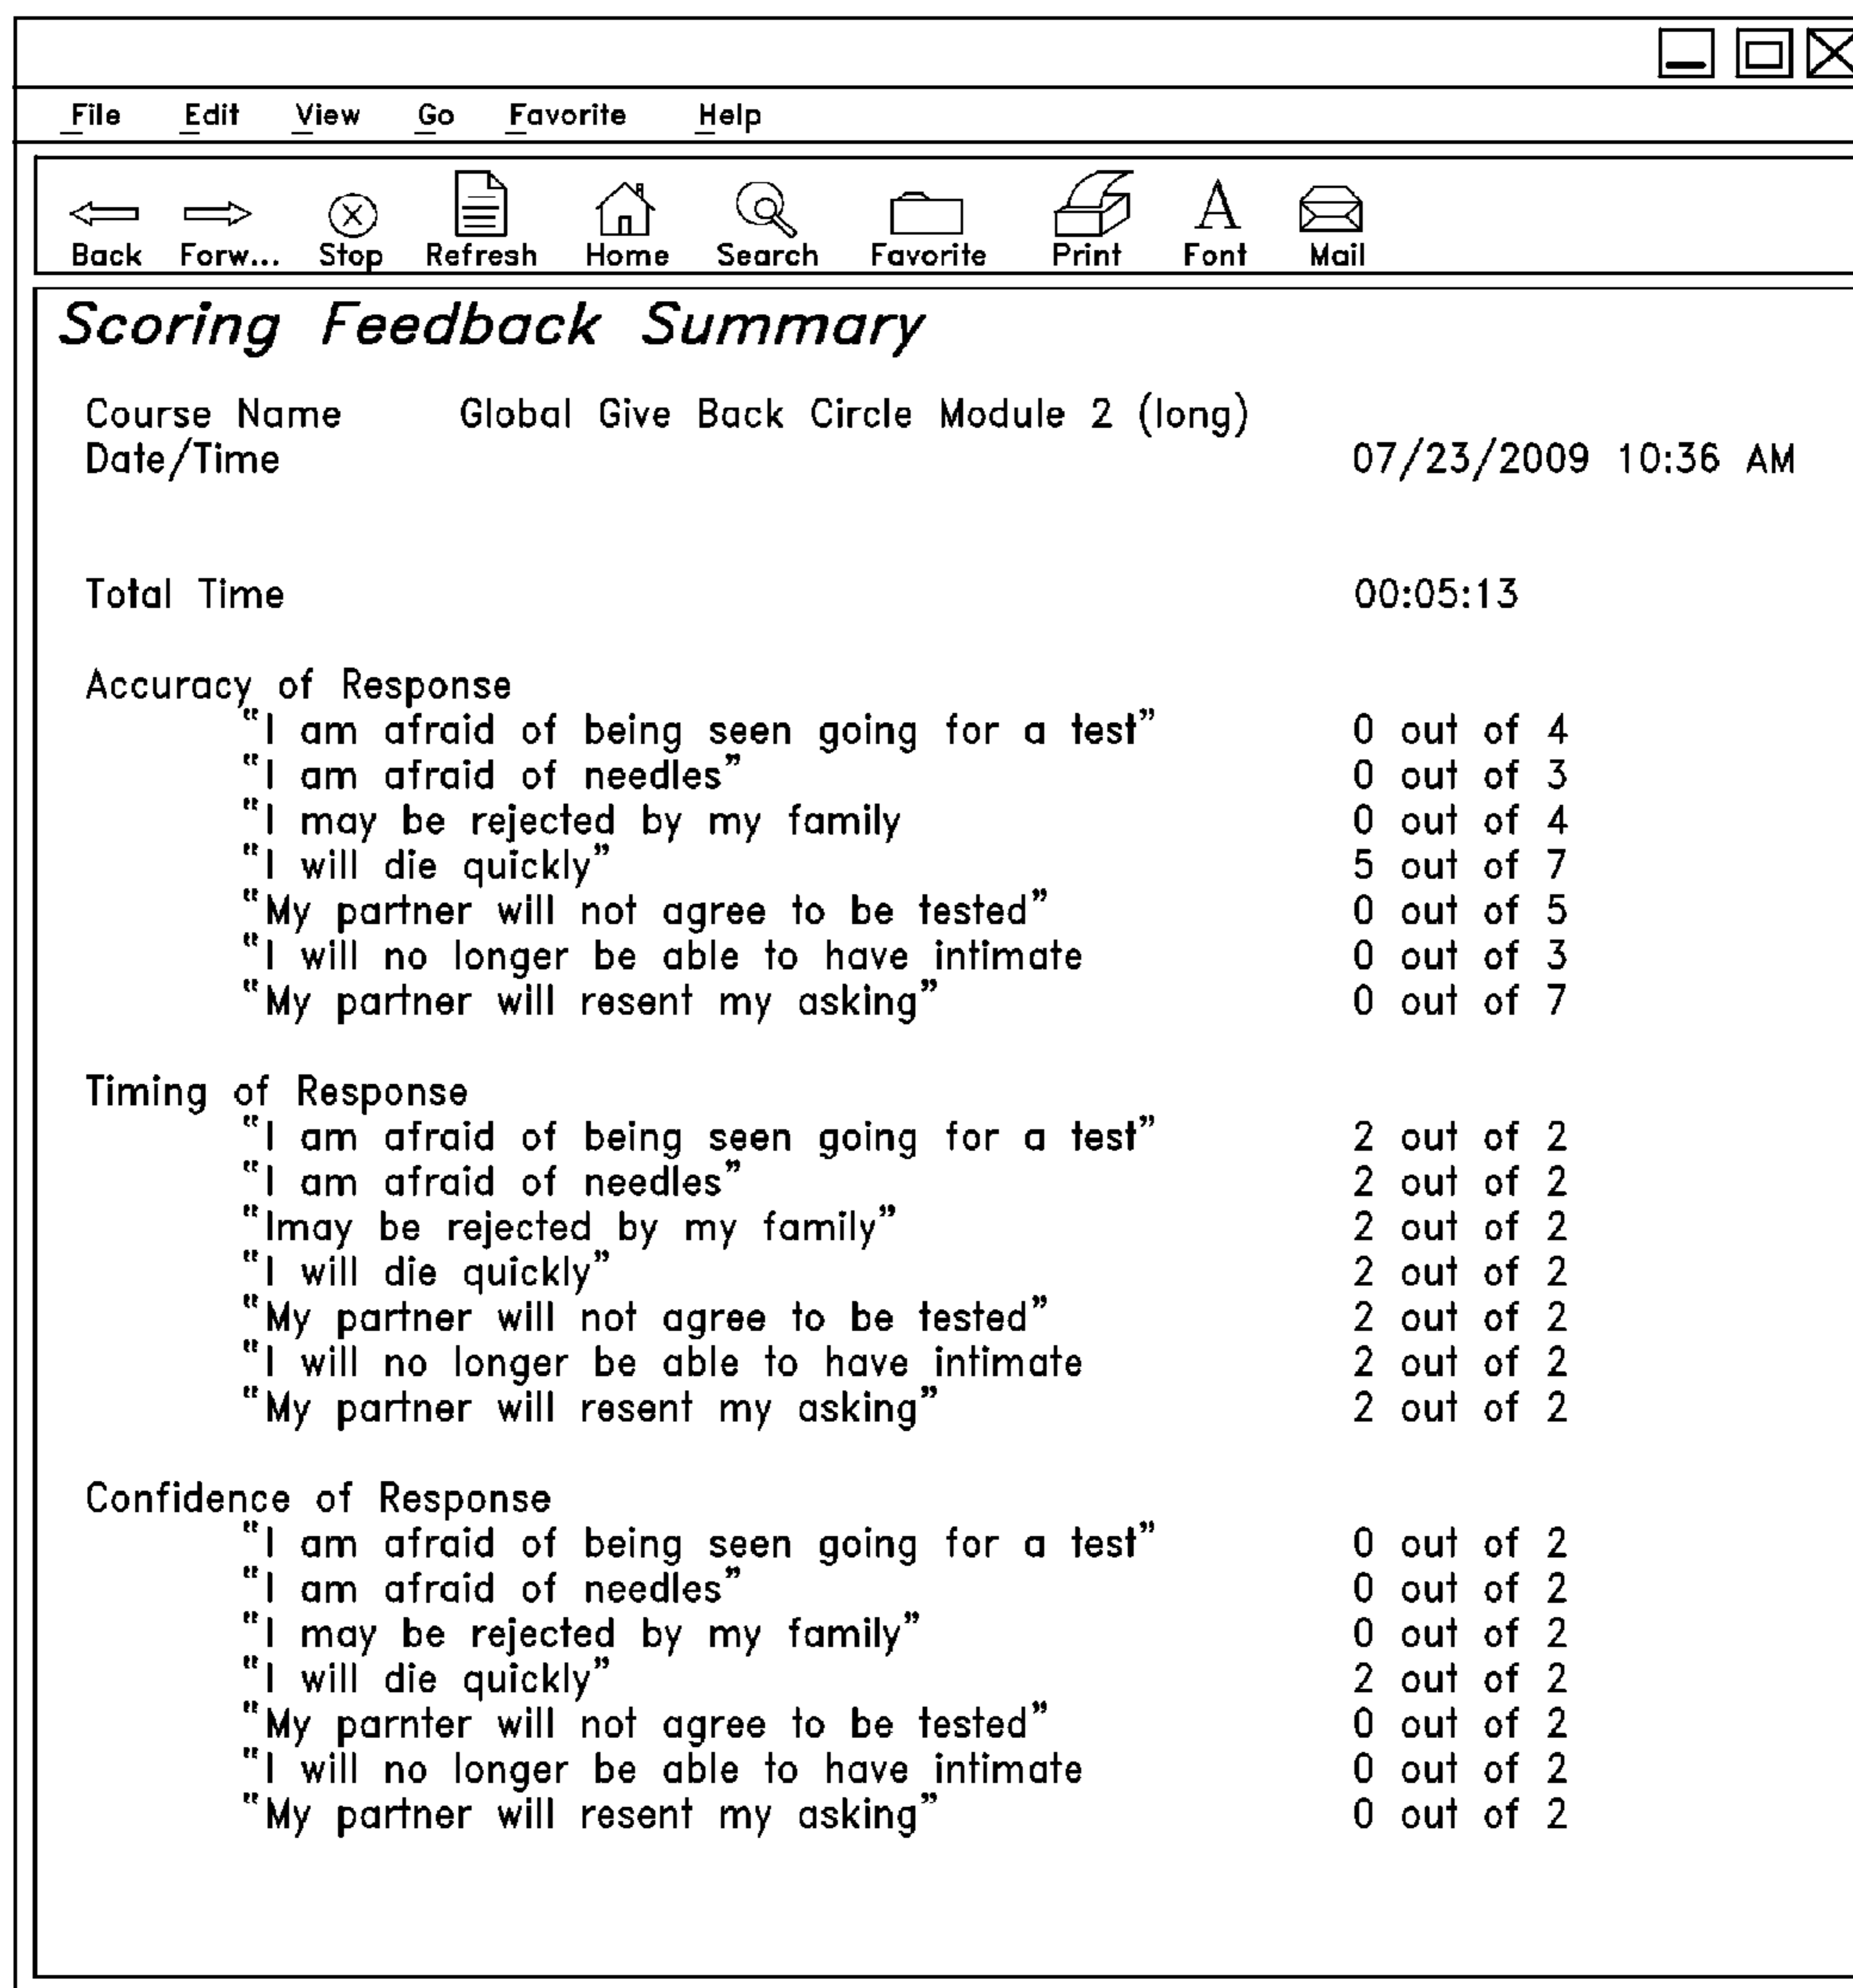 File Edit View Go Favorite Help
Back Forw... Stop Refresh Home Search Favorite Print Font Mail
Scoring Feedback Summary
Course Name Global Give Back Circle Module 2 (long)
Date/Time 07/23/2009 10:36 AM
Total Time 00:05:13
Accuracy of Response
“I am afraid of being seen going for a test” 0 out of 4
“I am afraid of needles” 0 out of 3
“I may be rejected by my family 0 out of 4
“I will die quickly” 5 out of 7
“My partner will not agree to be tested” 0 out of 5
“I will no longer be able to have intimate 0 out of 3
“My partner will resent my asking” 0 out of 7
Timing of Response
“I am afraid of being seen going for a test” 2 out of 2
“I am afraid of needles” 2 out of 2
“Imay be rejected by my family” 2 out of 2
“I will die quickly” 2 out of 2
“My partner will not agree to be tested” 2 out of 2
“I will no longer be able to have intimate 2 out of 2
“My partner will resent my asking” 2 out of 2
Confidence of Response
“I am afraid of being seen going for a test” 0 out of 2
“I am afraid of needles” 0 out of 2
“I may be rejected by my family” 0 out of 2
“I will die quickly” 2 out of 2
“My parnter will not agree to be tested” 0 out of 2
“I will no longer be able to have intimate 0 out of 2
“My partner will resent my asking” 0 out of 2